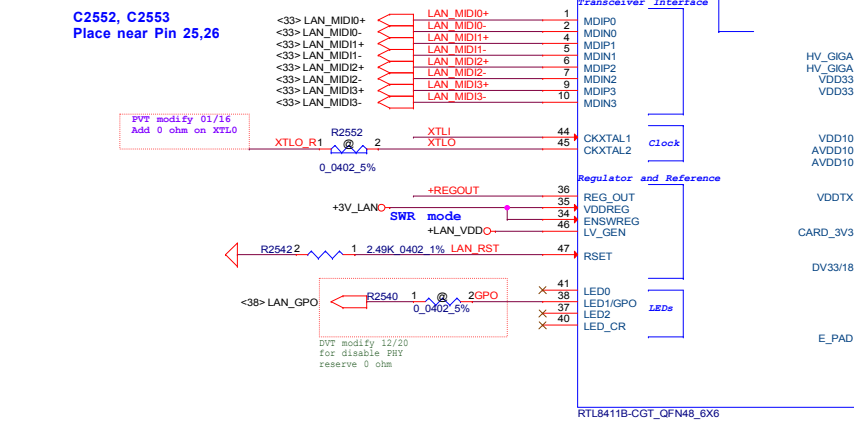 C2552, C2553
Place near Pin 25,26
Transceiver Interface
<33> LAN_MIDI0+ LAN_MIDI0+ 1 MDIP0
<33> LAN_MIDI0- LAN_MIDI0- 2 MDIN0
<33> LAN_MIDI1+ LAN_MIDI1+ 4 MDIP1
<33> LAN_MIDI1- LAN_MIDI1- 5 MDIN1 HV_GIGA
<33> LAN_MIDI2+ LAN_MIDI2+ 6 MDIP2 HV_GIGA
<33> LAN_MIDI2- LAN_MIDI2- 7 MDIN2 VDD33
<33> LAN_MIDI3+ LAN_MIDI3+ 9 MDIP3 VDD33
<33> LAN_MIDI3- LAN_MIDI3- 10 MDIN3
PVT modify 01/16
Add 0 ohm on XTL0
R2552
XTLI 44 CKXTAL1 Clock VDD10
XTLO_R 1 @ 2 XTLO 45 CKXTAL2 AVDD10
AVDD10
0_0402_5%
Regulator and Reference
+REGOUT 36 REG_OUT VDDTX
+3V_LAN 35 VDDREG
SWR mode 34 ENSWREG
+LAN_VDD 46 LV_GEN CARD_3V3
R2542 2 1 2.49K_0402_1% LAN_RST 47 RSET
DV33/18
41 LED0
<38> LAN_GPO R2540 1 @ 2 GPO 38 LED1/GPO LEDs
0_0402_5% 37 LED2
40 LED_CR
E_PAD
DVT modify 12/20
for disable PHY
reserve 0 ohm
RTL8411B-CGT_QFN48_6X6